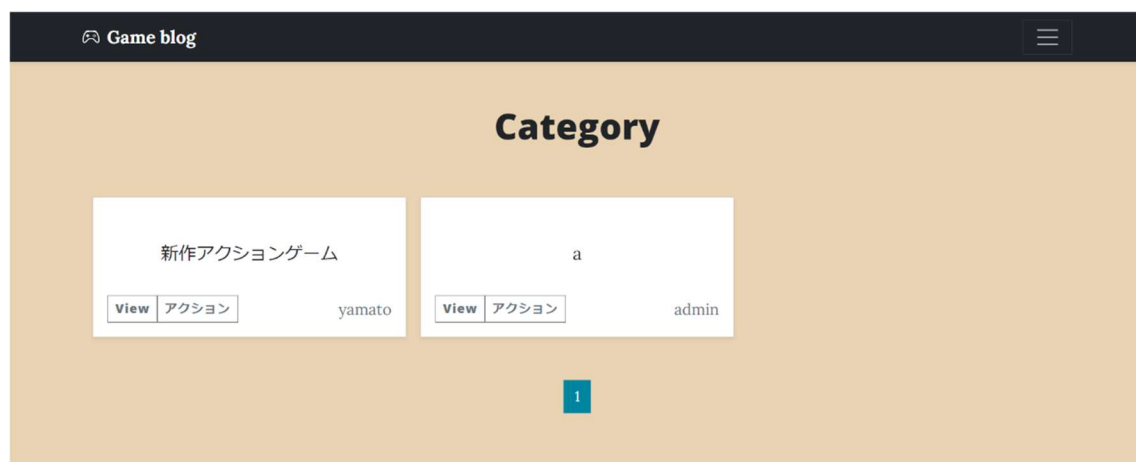 Game blog
Category
新作アクションゲーム
View アクション yamato
a
View アクション admin
1